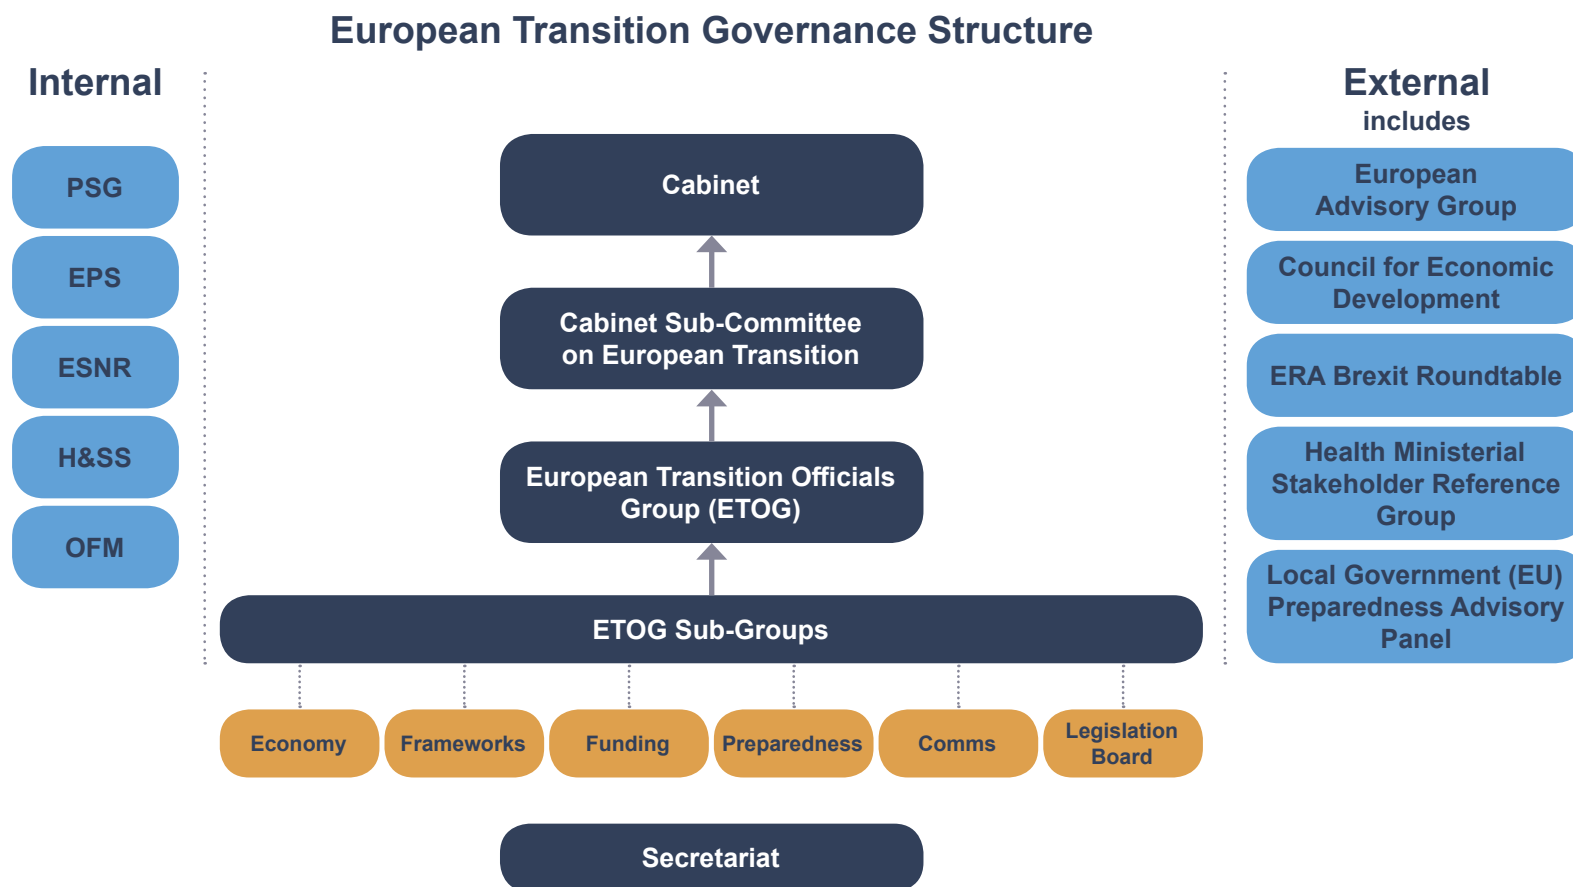 European Transition Governance Structure
Internal
PSG
EPS
ESNR
H&SS
OFM
Cabinet
Cabinet Sub-Committee
on European Transition
European Transition Officials
Group (ETOG)
ETOG Sub-Groups
Economy
Frameworks
Funding
Preparedness
Comms
Legislation
Board
Secretariat
External
includes
European
Advisory Group
Council for Economic
Development
ERA Brexit Roundtable
Health Ministerial
Stakeholder Reference
Group
Local Government (EU)
Preparedness Advisory
Panel